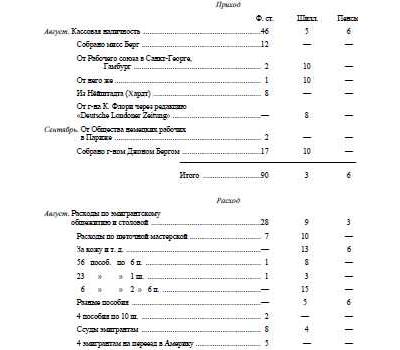 Приход
Ф. ст. Шилл. Пенсы
Август. Кассовая наличность 46 5 6
Собрано мисс Берг 12 — —
От Рабочего союза в Санкт-Георге,
Гамбург 2 10 —
От него же 1 10 —
Из Нёйштадта (Хардт) 8 — —
От г-на К. Флори через редакцию
«Deutsche Londoner Zeitung» — 8 —
Сентябрь. От Общества немецких рабочих
в Париже 2 — —
Собрано г-ном Джоном Бергом 17 10 —
Итого 90 3 6
Расход
Август. Расходы по эмигрантскому
общежитию и столовой 28 9 3
Расходы по щеточной мастерской 7 10 —
За кожу и т. д. — 13 6
56 пособ. по 6 п. 1 8 —
23 » » 1 ш. 1 3 —
6 » » 2 » 6 п. — 15 —
Разные пособия — 5 6
4 пособия по 10 ш. 2 — —
Ссуды эмигрантам 8 4 —
4 эмигрантам на переезд в Америку 5 — —